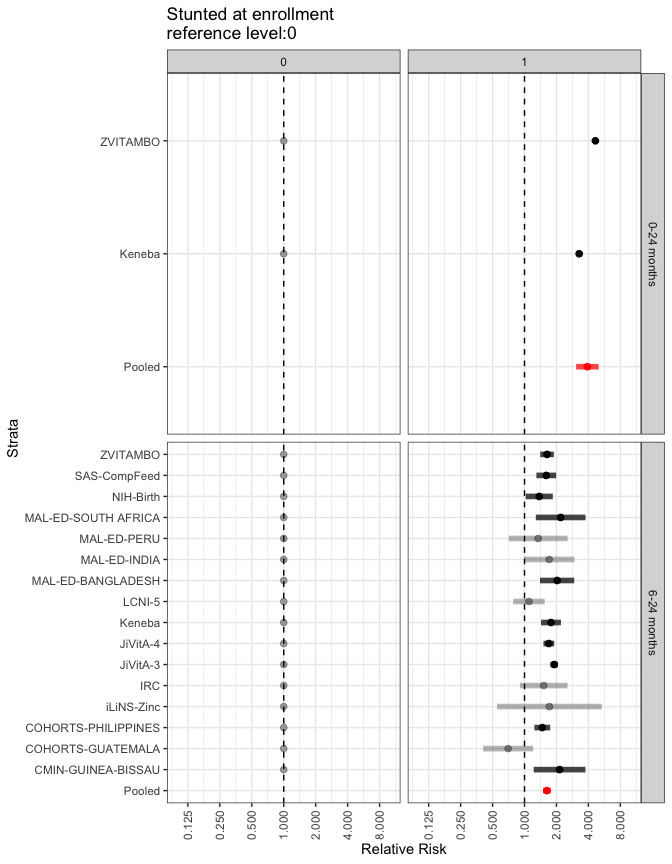 Stunted at enrollment
reference level:0
0
1
ZVITAMBO
Keneba
Pooled
0-24 months
Strata
ZVITAMBO
SAS-CompFeed
NIH-Birth
MAL-ED-SOUTH AFRICA
MAL-ED-PERU
MAL-ED-INDIA
MAL-ED-BANGLADESH
LCNI-5
Keneba
JiVitA-4
JiVitA-3
IRC
iLiNS-Zinc
COHORTS-PHILIPPINES
COHORTS-GUATEMALA
CMIN-GUINEA-BISSAU
Pooled
6-24 months
0.125
0.250
0.500
1.000
2.000
4.000
8.000
0.125
0.250
0.500
1.000
2.000
4.000
8.000
Relative Risk